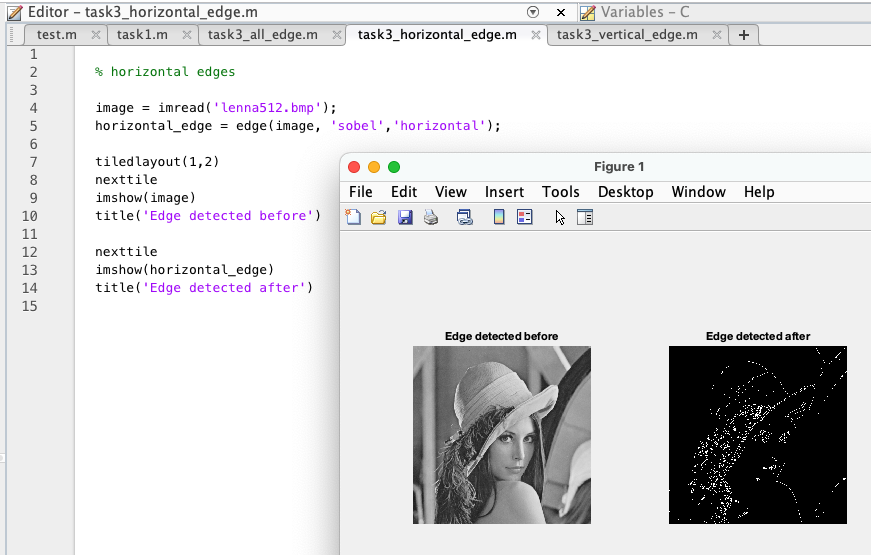 Editor – task3_horizontal_edge.m
Variables – C
test.m
task1.m
task3_all_edge.m
task3_horizontal_edge.m
task3_vertical_edge.m
+
1
2 % horizontal edges
3
4 image = imread('lenna512.bmp');
5 horizontal_edge = edge(image, 'sobel','horizontal');
6
7 tiledlayout(1,2)
8 nexttile
9 imshow(image)
10 title('Edge detected before')
11
12 nexttile
13 imshow(horizontal_edge)
14 title('Edge detected after')
15
Figure 1
File Edit View Insert Tools Desktop Window Help
Edge detected before
Edge detected after